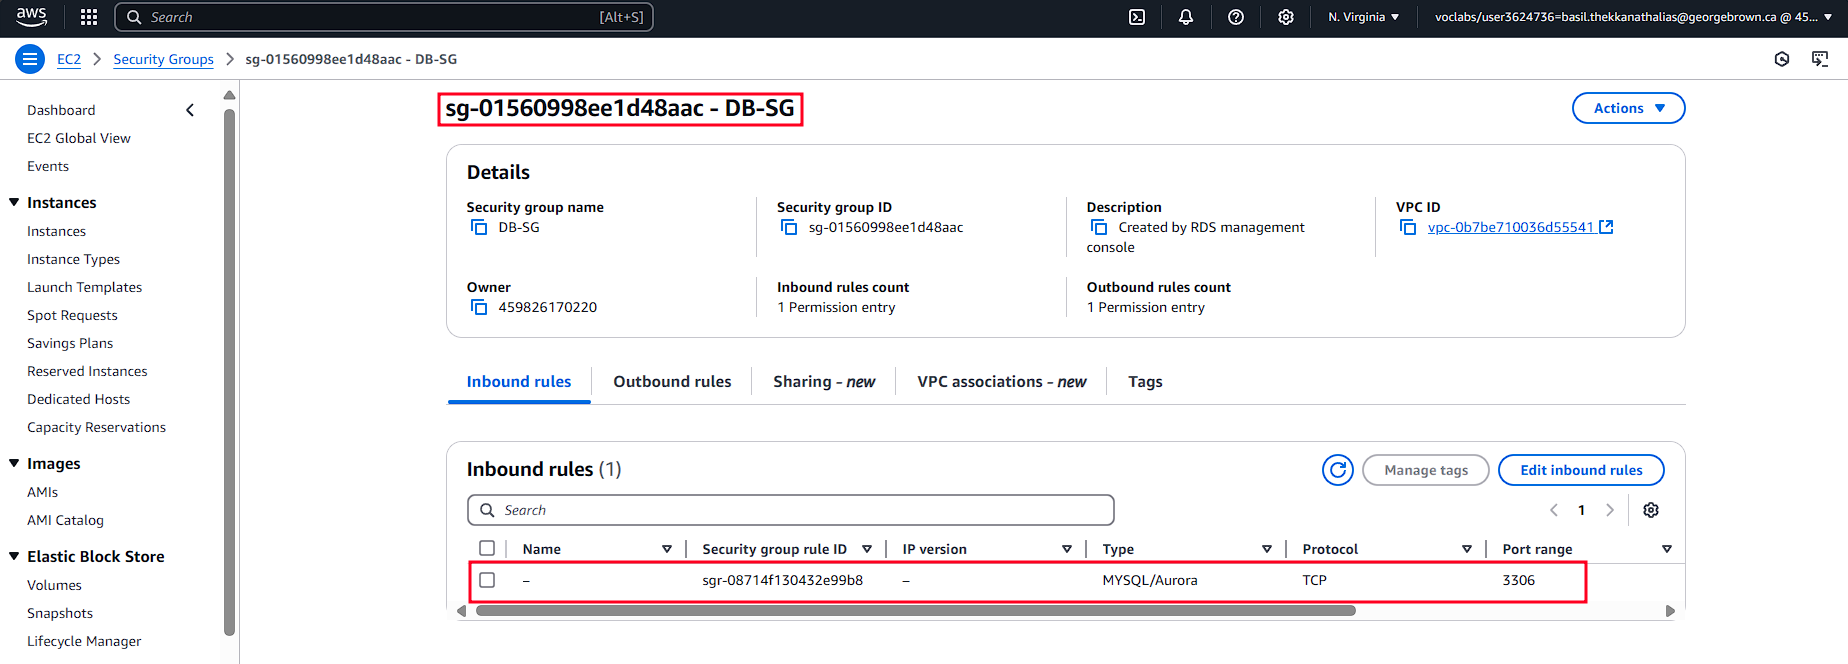 aws
Search [Alt+S]
N. Virginia
voclabs/user3624736=basil.thekkanathalias@georgebrown.ca @ 45...
EC2 > Security Groups > sg-01560998ee1d48aac - DB-SG
Dashboard
EC2 Global View
Events
Instances
Instances
Instance Types
Launch Templates
Spot Requests
Savings Plans
Reserved Instances
Dedicated Hosts
Capacity Reservations
Images
AMIs
AMI Catalog
Elastic Block Store
Volumes
Snapshots
Lifecycle Manager
sg-01560998ee1d48aac - DB-SG
Actions
Details
Security group name
DB-SG
Security group ID
sg-01560998ee1d48aac
Description
Created by RDS management
console
VPC ID
vpc-0b7be710036d55541
Owner
459826170220
Inbound rules count
1 Permission entry
Outbound rules count
1 Permission entry
Inbound rules
Outbound rules
Sharing - new
VPC associations - new
Tags
Inbound rules (1)
Manage tags
Edit inbound rules
Search
1
Name Security group rule ID IP version Type Protocol Port range
– sgr-08714f130432e99b8 – MYSQL/Aurora TCP 3306